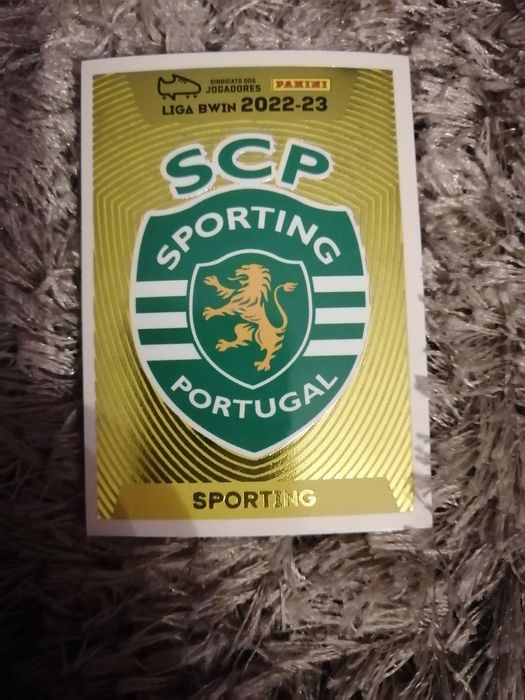 SINDICATO DOS
JOGADORES
PANINI
LIGA BWIN 2022-23
SCP
SPORTING
PORTUGAL
SPORTING